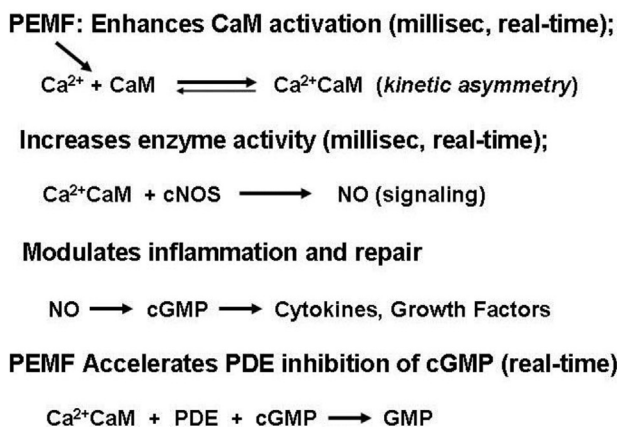 PEMF: Enhances CaM activation (millisec, real-time);
Ca²⁺ + CaM ⇌ Ca²⁺CaM (kinetic asymmetry)
Increases enzyme activity (millisec, real-time);
Ca²⁺CaM + cNOS → NO (signaling)
Modulates inflammation and repair
NO → cGMP → Cytokines, Growth Factors
PEMF Accelerates PDE inhibition of cGMP (real-time)
Ca²⁺CaM + PDE + cGMP → GMP